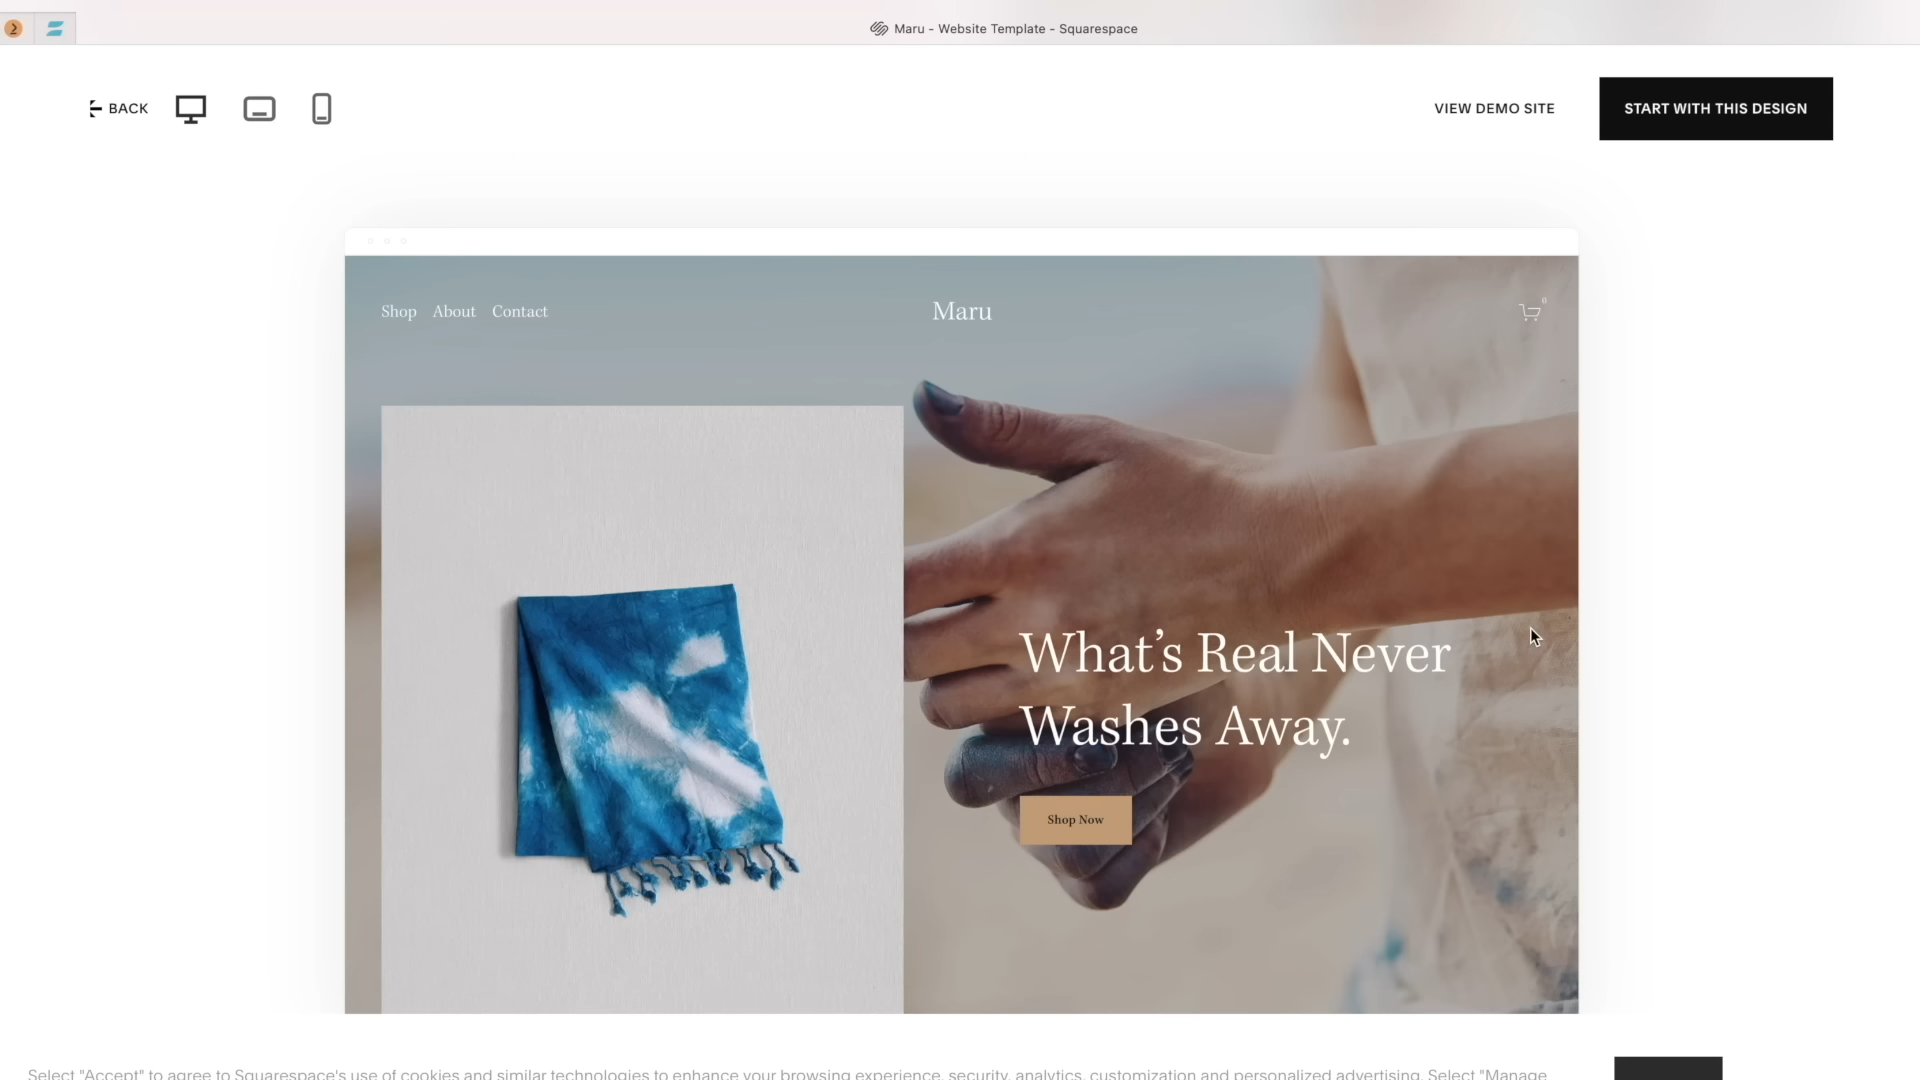 2
Maru - Website Template - Squarespace
BACK
VIEW DEMO SITE
START WITH THIS DESIGN
Shop About Contact
Maru
0
What's Real Never
Washes Away.
Shop Now
Select "Accept" to agree to Squarespace's use of cookies and similar technologies to enhance your browsing experience, security, analytics, customization and personalized advertising. Select "Manage